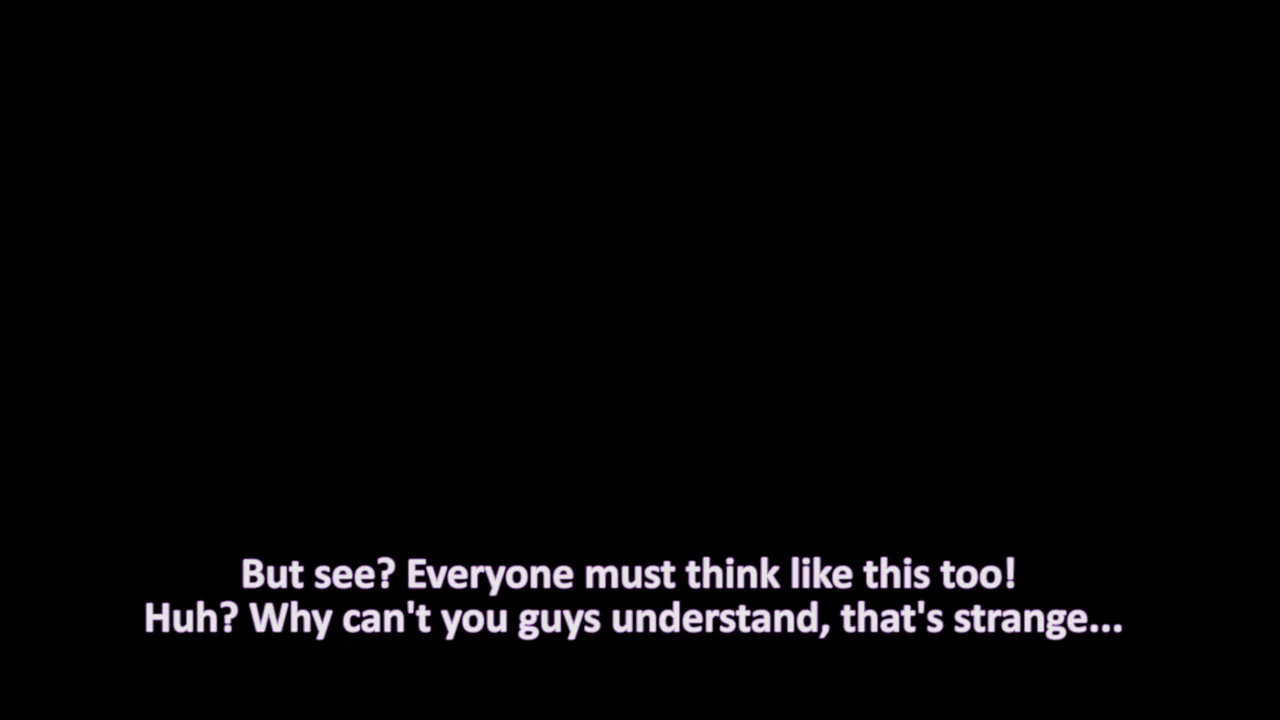 But see? Everyone must think like this too!
Huh? Why can't you guys understand, that's strange...